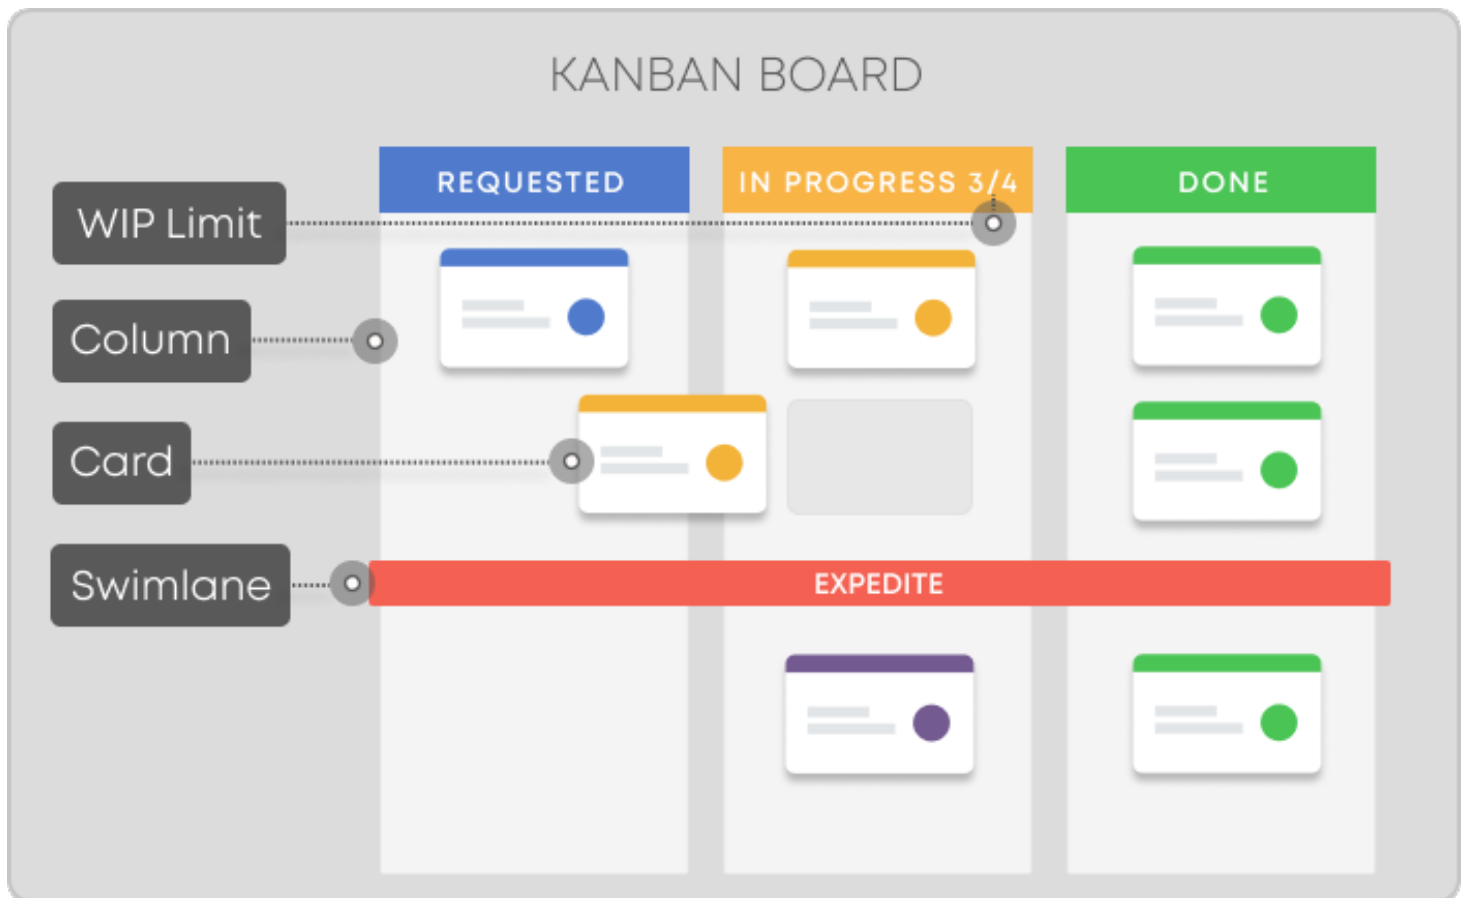 KANBAN BOARD
REQUESTED
IN PROGRESS 3/4
DONE
WIP Limit
Column
Card
Swimlane
EXPEDITE